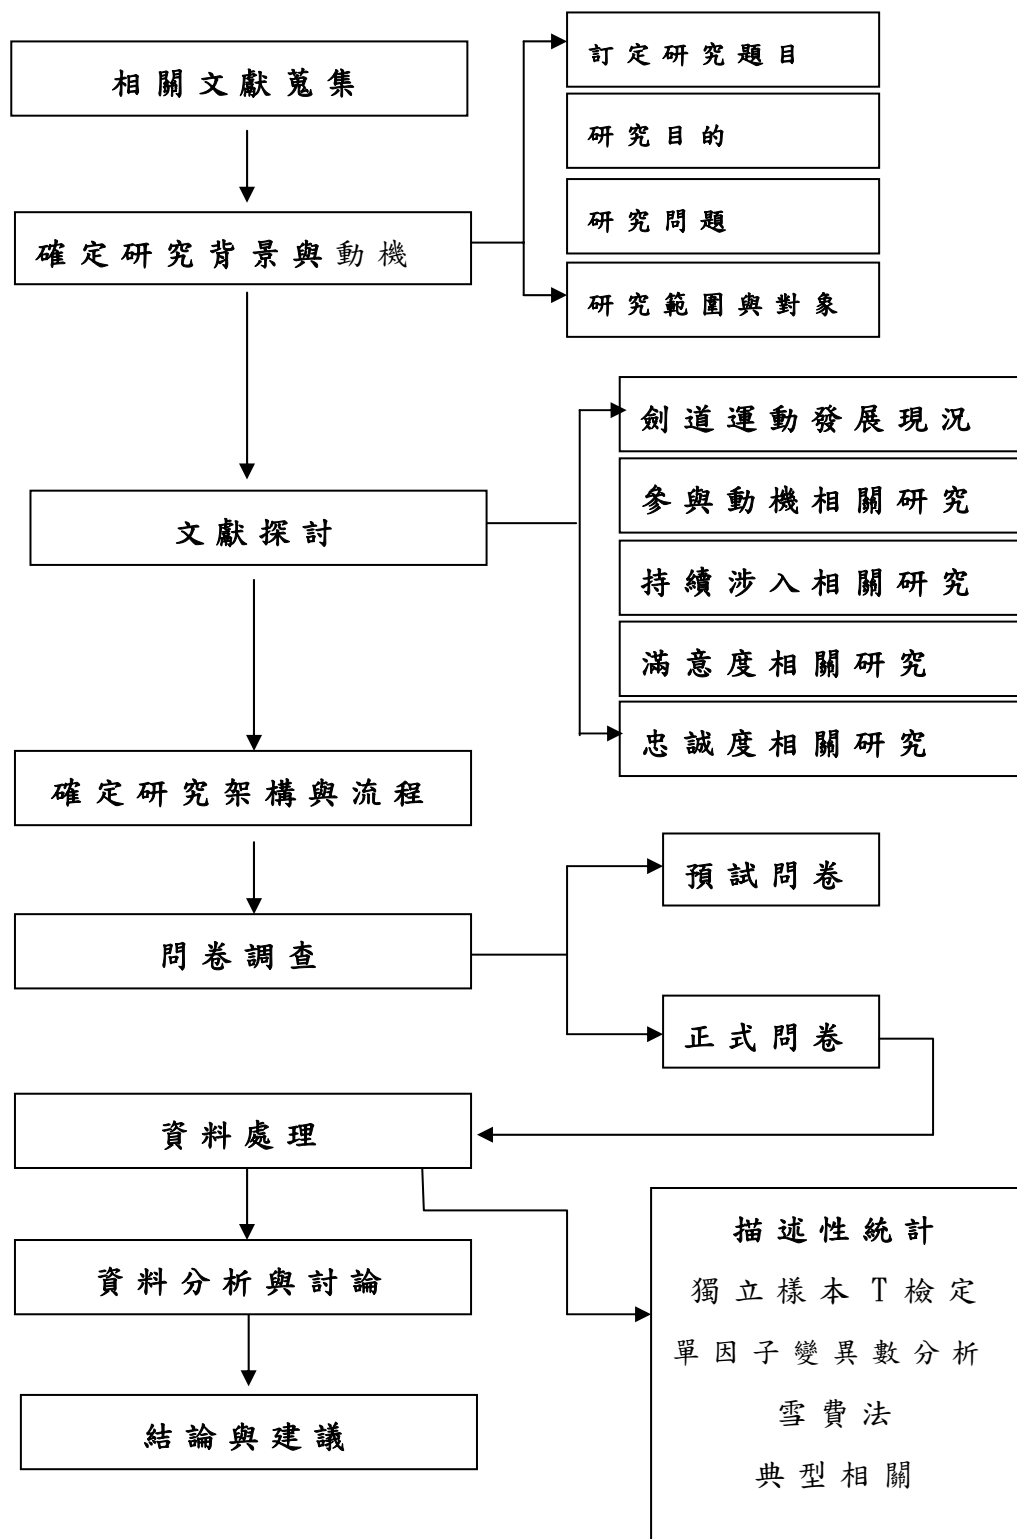 相關文獻蒐集
確定研究背景與動機
訂定研究題目
研究目的
研究問題
研究範圍與對象
文獻探討
劍道運動發展現況
參與動機相關研究
持續涉入相關研究
滿意度相關研究
忠誠度相關研究
確定研究架構與流程
問卷調查
預試問卷
正式問卷
資料處理
資料分析與討論
結論與建議
描述性統計
獨立樣本 T 檢定
單因子變異數分析
雪費法
典型相關